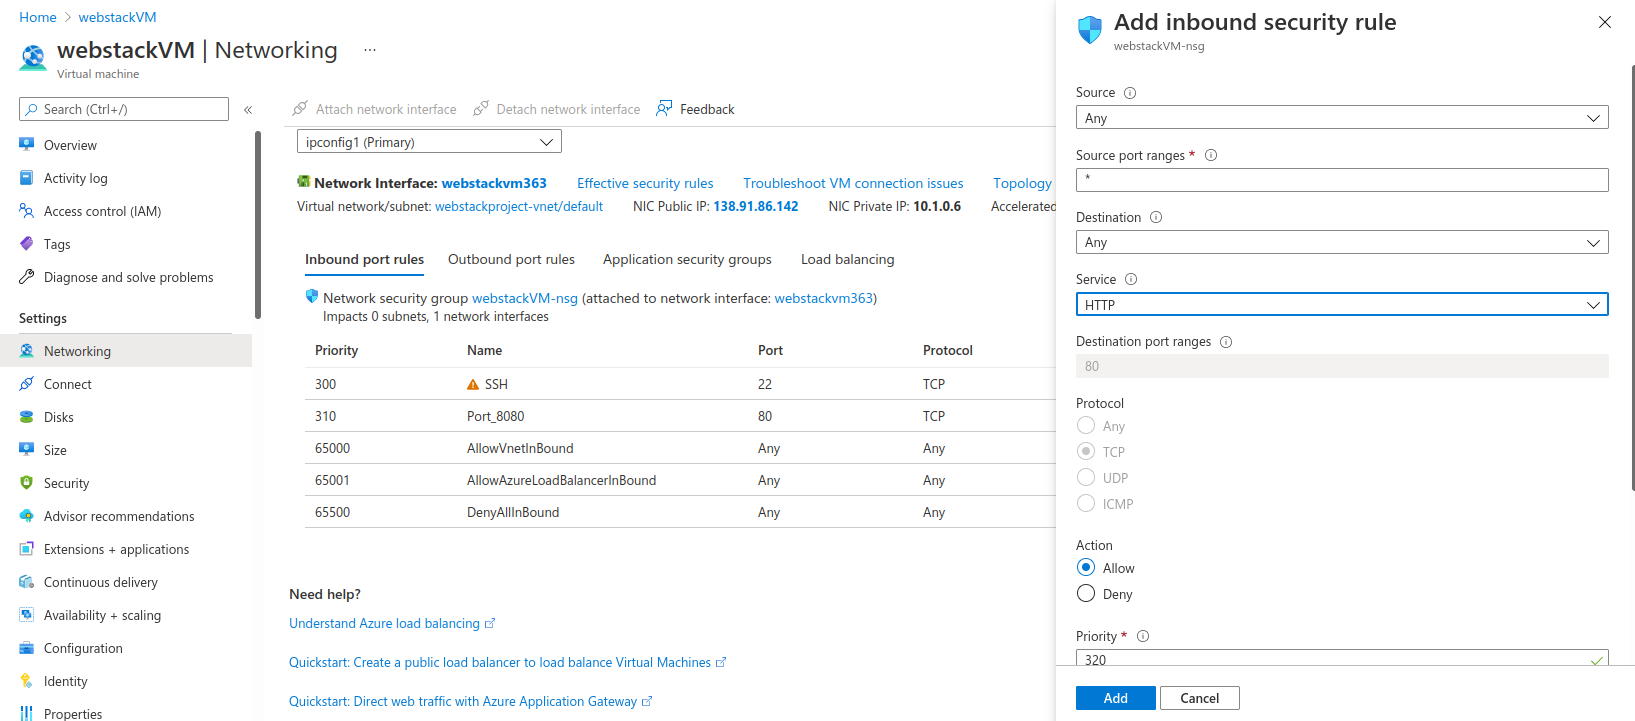 Home > webstackVM
webstackVM | Networking ...
Virtual machine
Search (Ctrl+/) «
Overview
Activity log
Access control (IAM)
Tags
Diagnose and solve problems
Settings
Networking
Connect
Disks
Size
Security
Advisor recommendations
Extensions + applications
Continuous delivery
Availability + scaling
Configuration
Identity
Properties
Attach network interface Detach network interface Feedback
ipconfig1 (Primary)
Network Interface: webstackvm363 Effective security rules Troubleshoot VM connection issues Topology
Virtual network/subnet: webstackproject-vnet/default NIC Public IP: 138.91.86.142 NIC Private IP: 10.1.0.6 Accelerated
Inbound port rules Outbound port rules Application security groups Load balancing
Network security group webstackVM-nsg (attached to network interface: webstackvm363)
Impacts 0 subnets, 1 network interfaces
Priority Name Port Protocol
300 SSH 22 TCP
310 Port_8080 80 TCP
65000 AllowVnetInBound Any Any
65001 AllowAzureLoadBalancerInBound Any Any
65500 DenyAllInBound Any Any
Need help?
Understand Azure load balancing
Quickstart: Create a public load balancer to load balance Virtual Machines
Quickstart: Direct web traffic with Azure Application Gateway
Add inbound security rule
webstackVM-nsg
Source
Any
Source port ranges *
*
Destination
Any
Service
HTTP
Destination port ranges
80
Protocol
Any
TCP
UDP
ICMP
Action
Allow
Deny
Priority *
320
Add Cancel